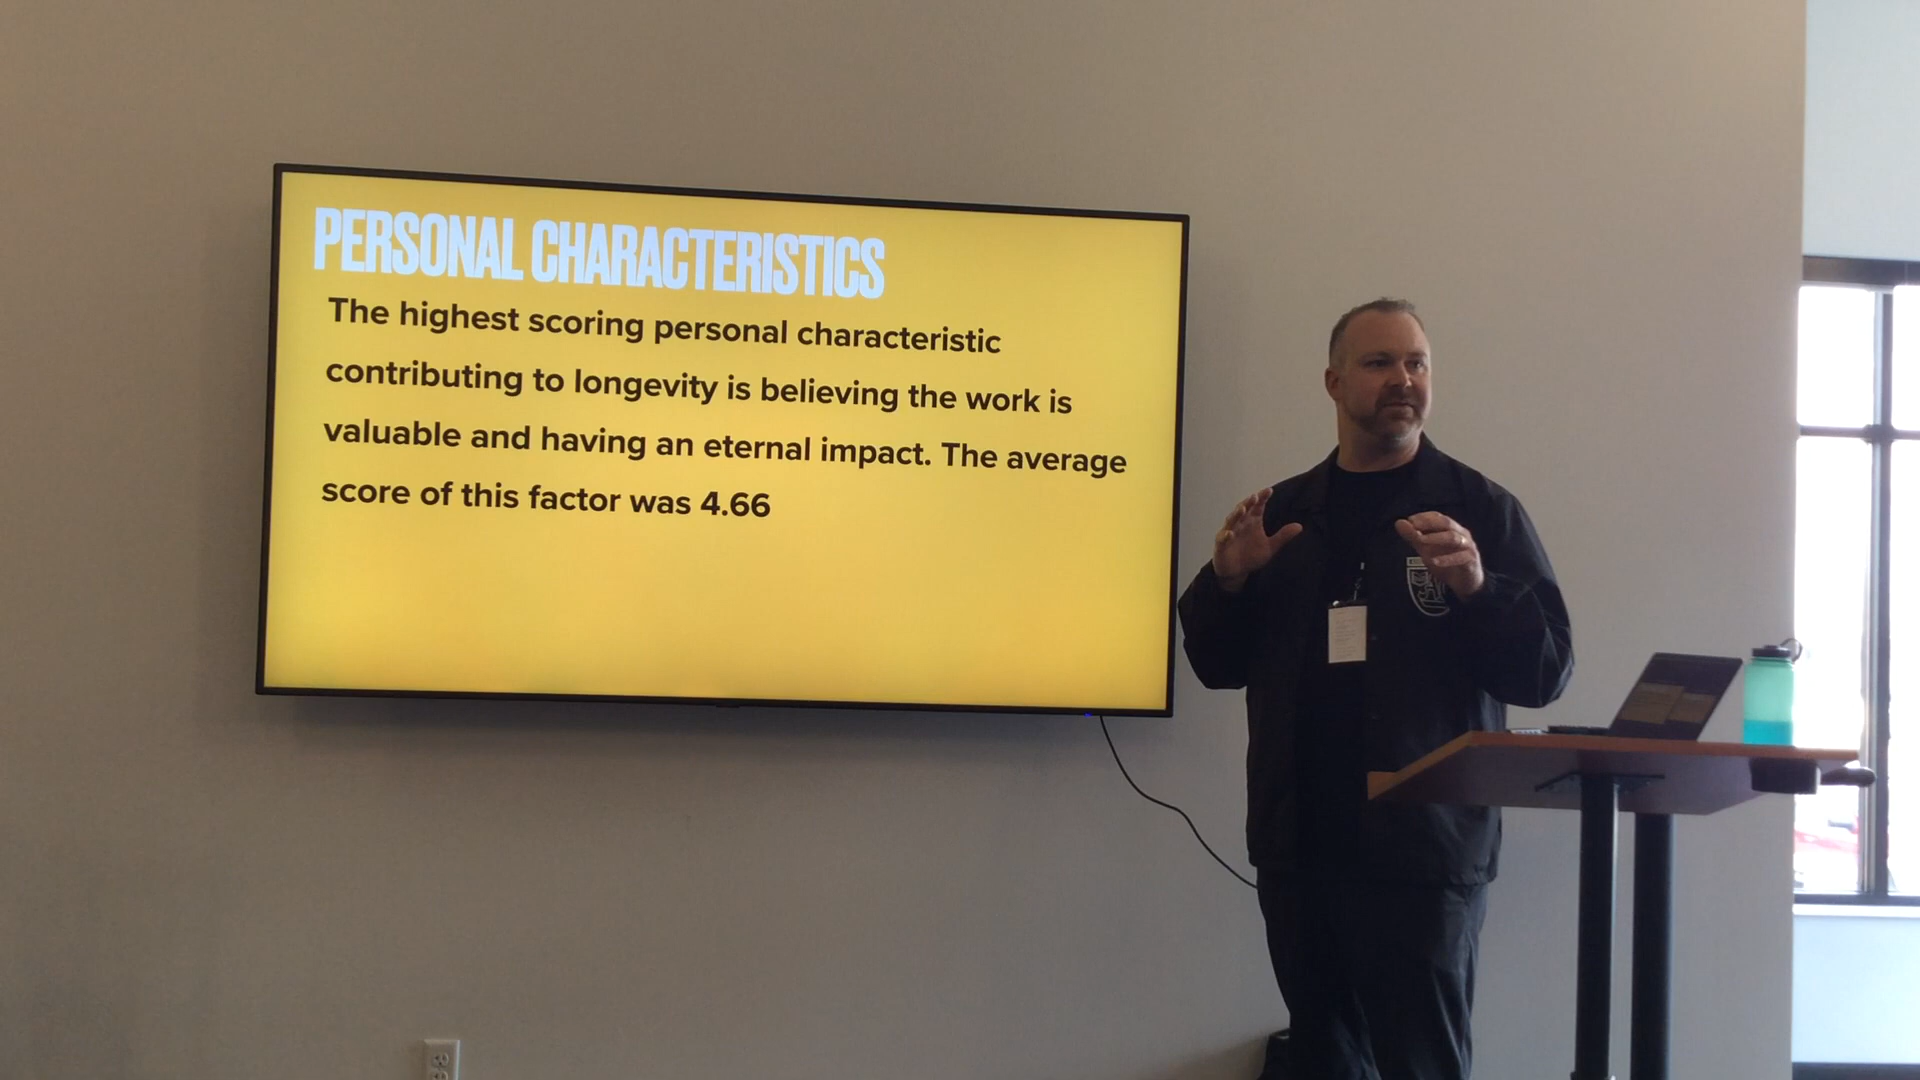 PERSONAL CHARACTERISTICS
The highest scoring personal characteristic
contributing to longevity is believing the work is
valuable and having an eternal impact. The average
score of this factor was 4.66